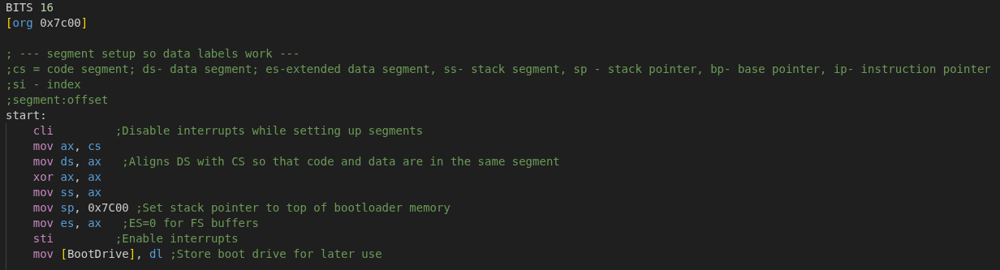 BITS 16
[org 0x7c00]

; --- segment setup so data labels work ---
;cs = code segment; ds- data segment; es-extended data segment, ss- stack segment, sp - stack pointer, bp- base pointer, ip- instruction pointer
;si - index
;segment:offset
start:
    cli         ;Disable interrupts while setting up segments
    mov ax, cs
    mov ds, ax   ;Aligns DS with CS so that code and data are in the same segment
    xor ax, ax
    mov ss, ax
    mov sp, 0x7C00 ;Set stack pointer to top of bootloader memory
    mov es, ax   ;ES=0 for FS buffers
    sti         ;Enable interrupts
    mov [BootDrive], dl ;Store boot drive for later use